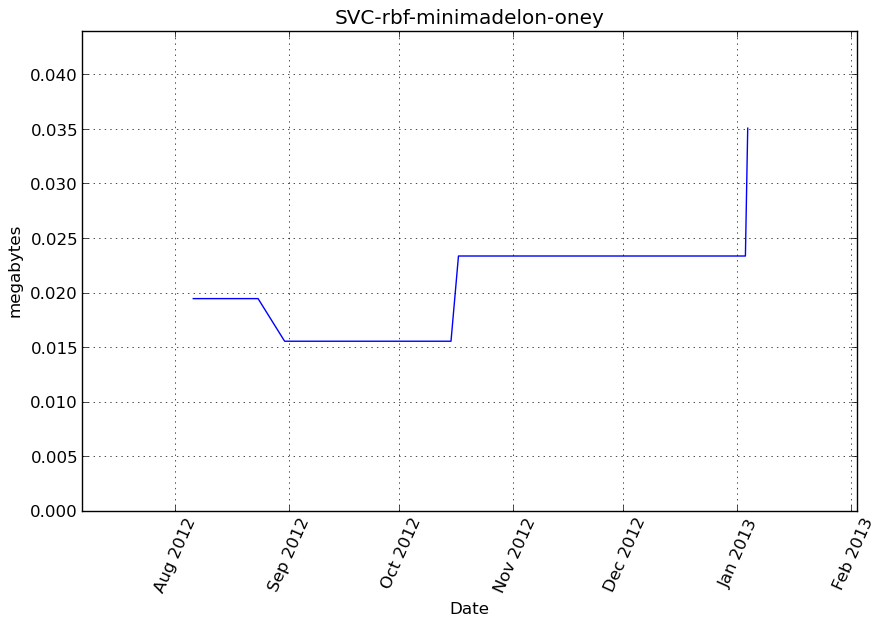 SVC-rbf-minimadelon-oney
0.040
0.035
0.030
0.025
0.020
0.015
0.010
0.005
0.000
megabytes
Aug 2012
Sep 2012
Oct 2012
Nov 2012
Dec 2012
Jan 2013
Feb 2013
Date